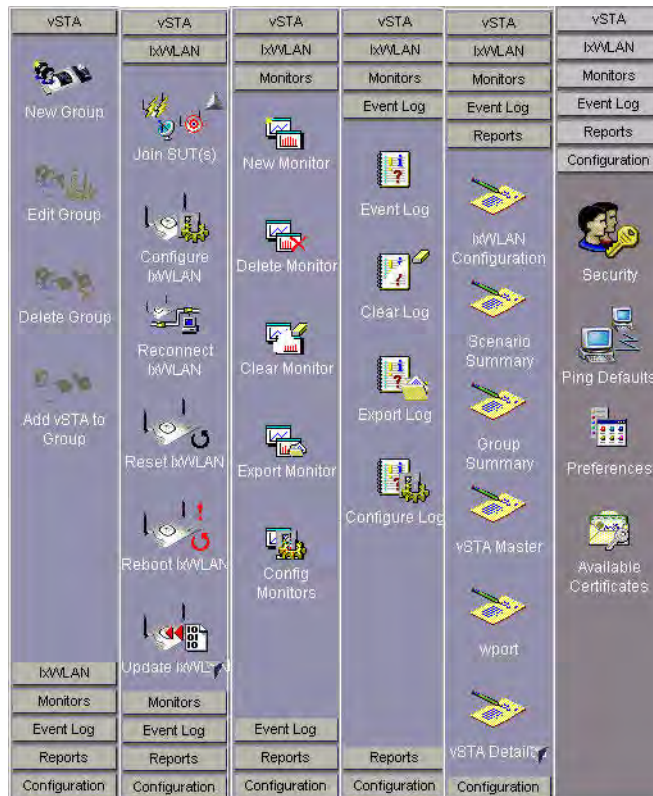 vSTA
New Group
Edit Group
Delete Group
Add vSTA to
Group
IxWLAN
Monitors
Event Log
Reports
Configuration
vSTA
IxWLAN
Join SUT(s)
Configure
IxWLAN
Reconnect
IxWLAN
Reset IxWLAN
Reboot IxWLAN
Update IxWLAN
Monitors
Event Log
Reports
Configuration
vSTA
IxWLAN
Monitors
New Monitor
Delete Monitor
Clear Monitor
Export Monitor
Config
Monitors
Event Log
Reports
Configuration
vSTA
IxWLAN
Monitors
Event Log
Event Log
Clear Log
Export Log
Configure Log
Reports
Configuration
vSTA
IxWLAN
Monitors
Event Log
Reports
IxWLAN
Configuration
Scenario
Summary
Group
Summary
vSTA Master
wport
vSTA Detail
Configuration
vSTA
IxWLAN
Monitors
Event Log
Reports
Configuration
Security
Ping Defaults
Preferences
Available
Certificates